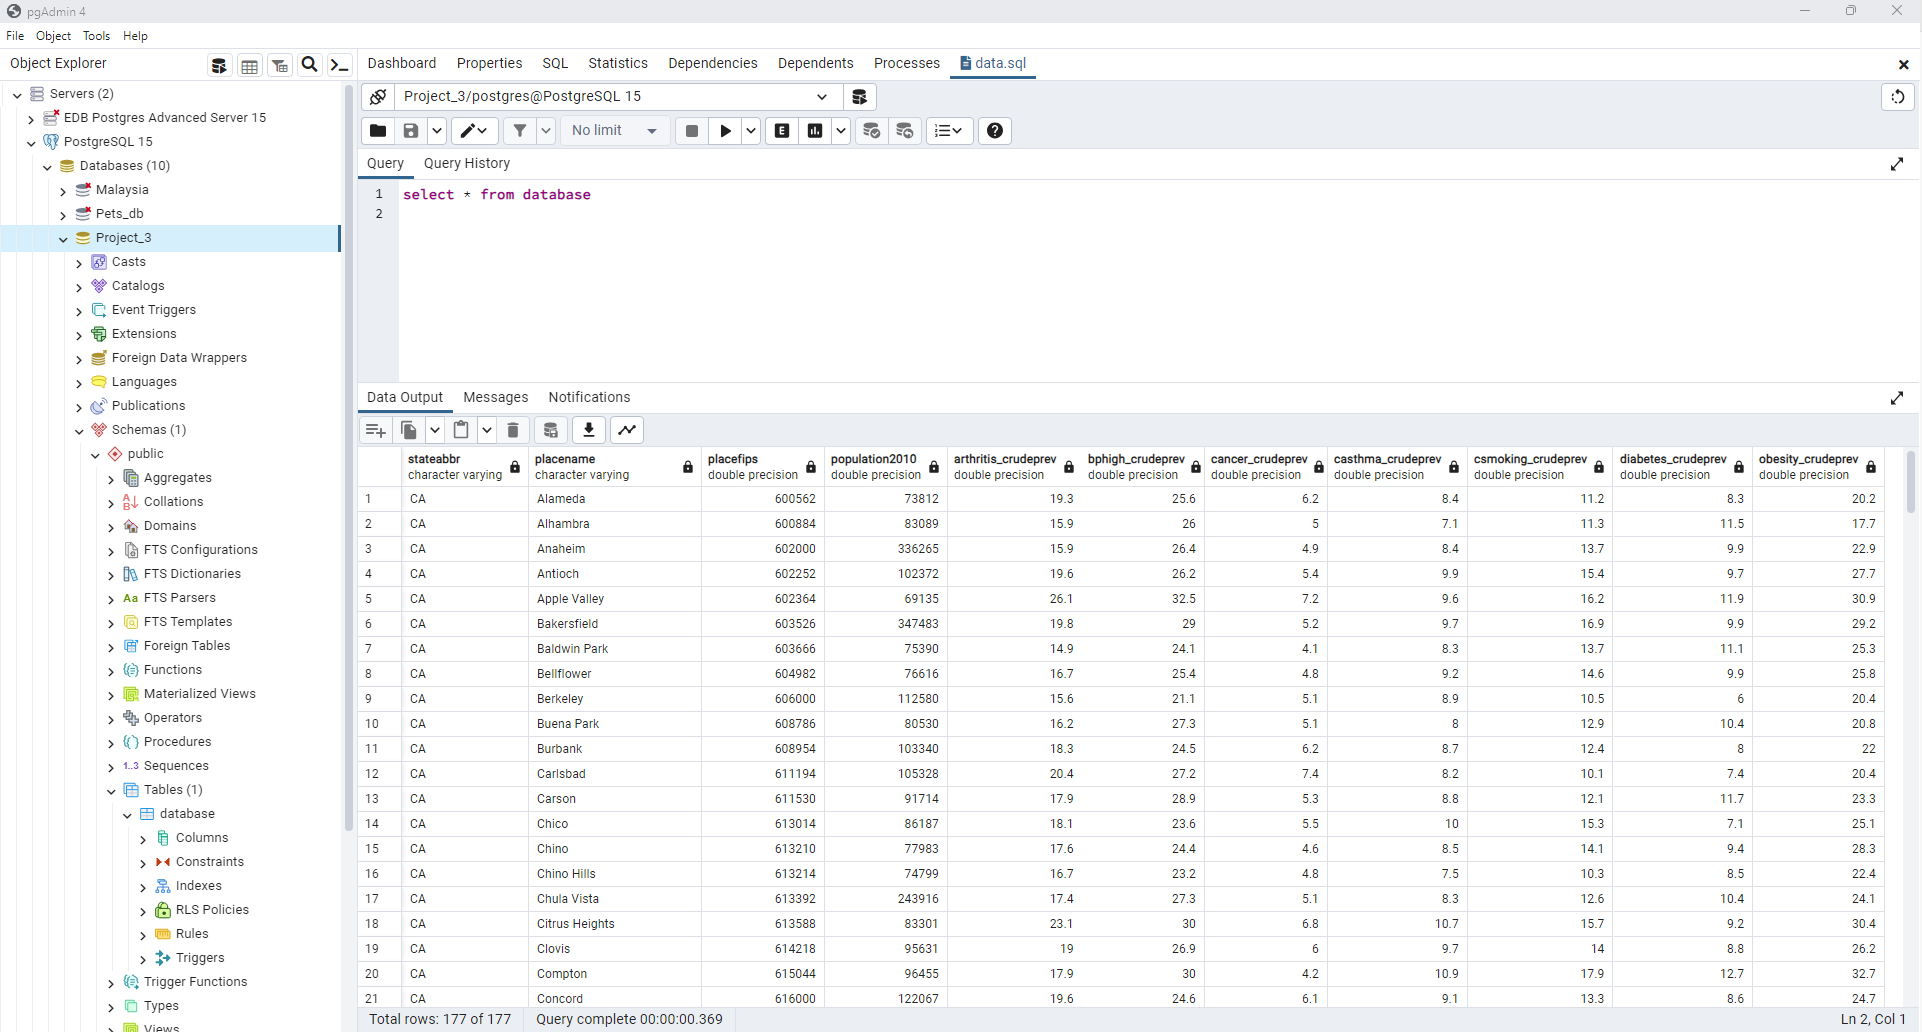 pgAdmin 4
File Object Tools Help
Object Explorer
Dashboard Properties SQL Statistics Dependencies Dependents Processes data.sql
Servers (2)
EDB Postgres Advanced Server 15
PostgreSQL 15
Databases (10)
Malaysia
Pets_db
Project_3
Casts
Catalogs
Event Triggers
Extensions
Foreign Data Wrappers
Languages
Publications
Schemas (1)
public
Aggregates
Collations
Domains
FTS Configurations
FTS Dictionaries
Aa FTS Parsers
FTS Templates
Foreign Tables
Functions
Materialized Views
Operators
Procedures
1..3 Sequences
Tables (1)
database
Columns
Constraints
Indexes
RLS Policies
Rules
Triggers
Trigger Functions
Types
Views
Project_3/postgres@PostgreSQL 15
No limit
E
Query Query History
1 select * from database
2
Data Output Messages Notifications
stateabbr placename placefips population2010 arthritis_crudeprev bphigh_crudeprev cancer_crudeprev casthma_crudeprev csmoking_crudeprev diabetes_crudeprev obesity_crudeprev
character varying character varying double precision double precision double precision double precision double precision double precision double precision double precision double precision
1 CA Alameda 600562 73812 19.3 25.6 6.2 8.4 11.2 8.3 20.2
2 CA Alhambra 600884 83089 15.9 26 5 7.1 11.3 11.5 17.7
3 CA Anaheim 602000 336265 15.9 26.4 4.9 8.4 13.7 9.9 22.9
4 CA Antioch 602252 102372 19.6 26.2 5.4 9.9 15.4 9.7 27.7
5 CA Apple Valley 602364 69135 26.1 32.5 7.2 9.6 16.2 11.9 30.9
6 CA Bakersfield 603526 347483 19.8 29 5.2 9.7 16.9 9.9 29.2
7 CA Baldwin Park 603666 75390 14.9 24.1 4.1 8.3 13.7 11.1 25.3
8 CA Bellflower 604982 76616 16.7 25.4 4.8 9.2 14.6 9.9 25.8
9 CA Berkeley 606000 112580 15.6 21.1 5.1 8.9 10.5 6 20.4
10 CA Buena Park 608786 80530 16.2 27.3 5.1 8 12.9 10.4 20.8
11 CA Burbank 608954 103340 18.3 24.5 6.2 8.7 12.4 8 22
12 CA Carlsbad 611194 105328 20.4 27.2 7.4 8.2 10.1 7.4 20.4
13 CA Carson 611530 91714 17.9 28.9 5.3 8.8 12.1 11.7 23.3
14 CA Chico 613014 86187 18.1 23.6 5.5 10 15.3 7.1 25.1
15 CA Chino 613210 77983 17.6 24.4 4.6 8.5 14.1 9.4 28.3
16 CA Chino Hills 613214 74799 16.7 23.2 4.8 7.5 10.3 8.5 22.4
17 CA Chula Vista 613392 243916 17.4 27.3 5.1 8.3 12.6 10.4 24.1
18 CA Citrus Heights 613588 83301 23.1 30 6.8 10.7 15.7 9.2 30.4
19 CA Clovis 614218 95631 19 26.9 6 9.7 14 8.8 26.2
20 CA Compton 615044 96455 17.9 30 4.2 10.9 17.9 12.7 32.7
21 CA Concord 616000 122067 19.6 24.6 6.1 9.1 13.3 8.6 24.7
Total rows: 177 of 177 Query complete 00:00:00.369 Ln 2, Col 1